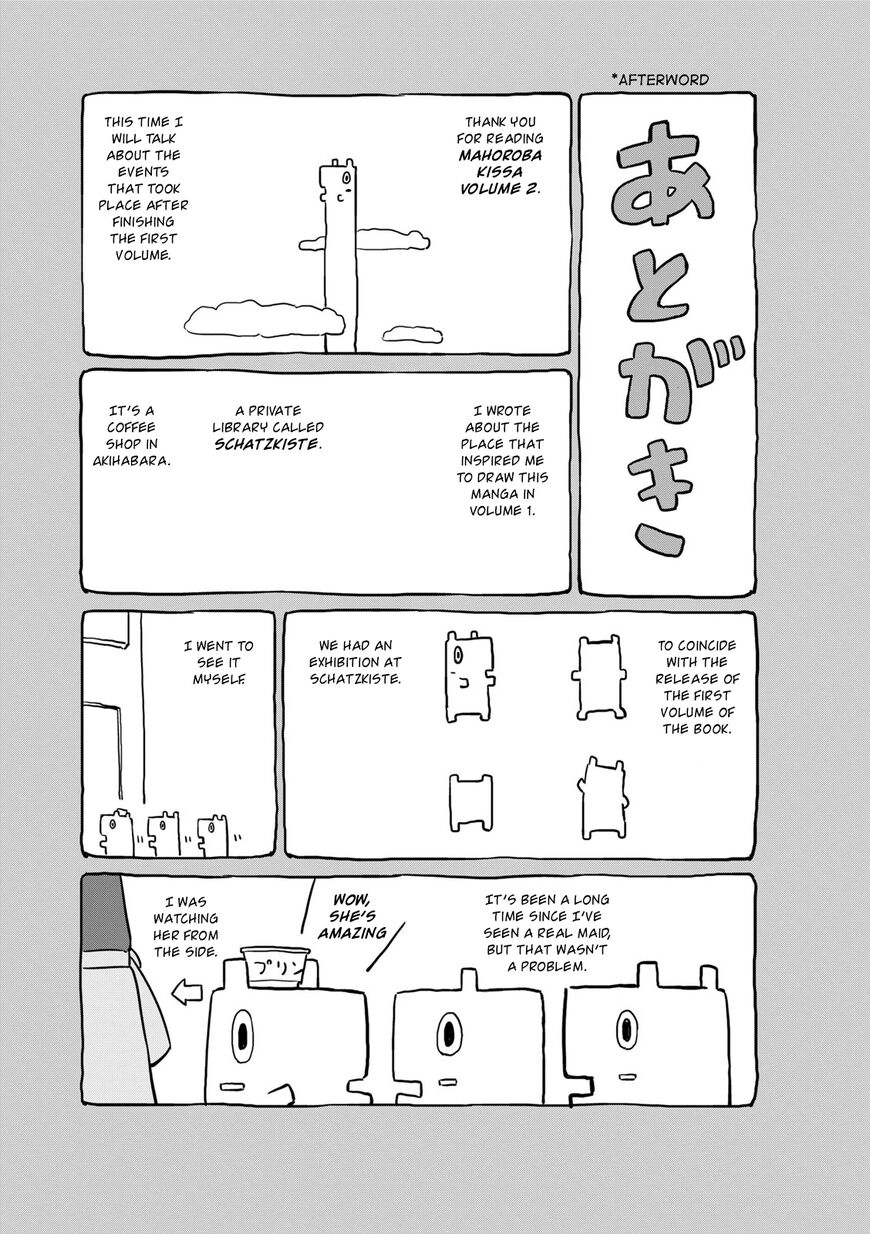 *AFTERWORD
あとがき
THANK YOU
FOR READING
MAHOROBA
KISSA
VOLUME 2.
THIS TIME I
WILL TALK
ABOUT THE
EVENTS
THAT TOOK
PLACE AFTER
FINISHING
THE FIRST
VOLUME.
I WROTE
ABOUT THE
PLACE THAT
INSPIRED ME
TO DRAW THIS
MANGA IN
VOLUME 1.
A PRIVATE
LIBRARY CALLED
SCHATZKISTE.
IT'S A
COFFEE
SHOP IN
AKIHABARA.
TO COINCIDE
WITH THE
RELEASE OF
THE FIRST
VOLUME OF
THE BOOK.
WE HAD AN
EXHIBITION AT
SCHATZKISTE.
I WENT TO
SEE IT
MYSELF.
IT'S BEEN A LONG
TIME SINCE I'VE
SEEN A REAL MAID,
BUT THAT WASN'T
A PROBLEM.
WOW,
SHE'S
AMAZING
プリン
I WAS
WATCHING
HER FROM
THE SIDE.